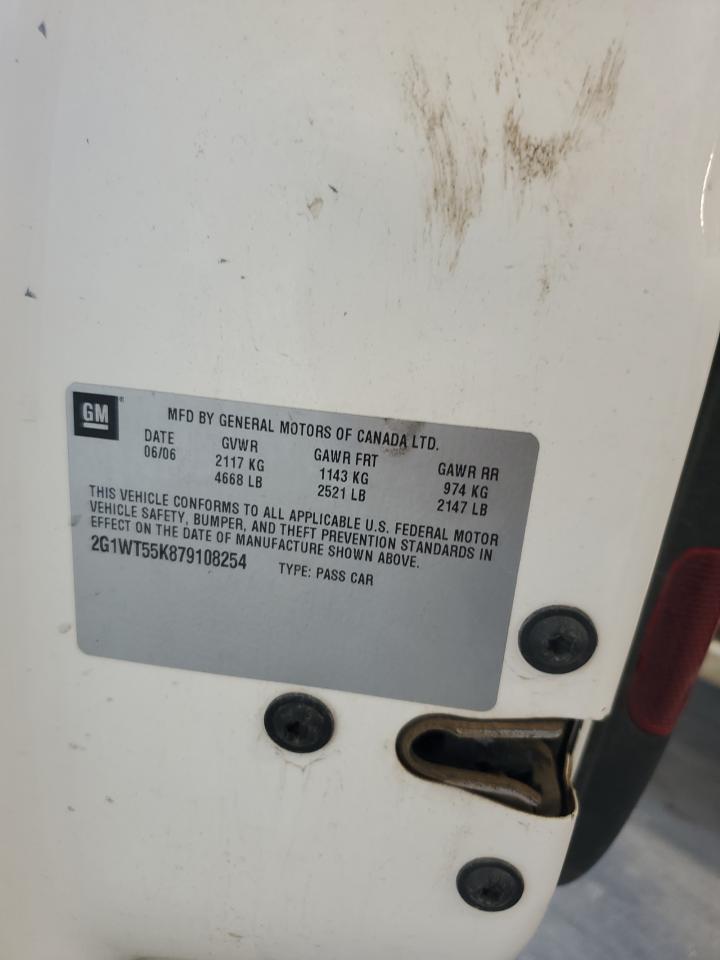 GM
MFD BY GENERAL MOTORS OF CANADA LTD.
DATE GVWR GAWR FRT GAWR RR
06/06 2117 KG 1143 KG 974 KG
4668 LB 2521 LB 2147 LB
THIS VEHICLE CONFORMS TO ALL APPLICABLE U.S. FEDERAL MOTOR
VEHICLE SAFETY, BUMPER, AND THEFT PREVENTION STANDARDS IN
EFFECT ON THE DATE OF MANUFACTURE SHOWN ABOVE.
2G1WT55K879108254 TYPE: PASS CAR